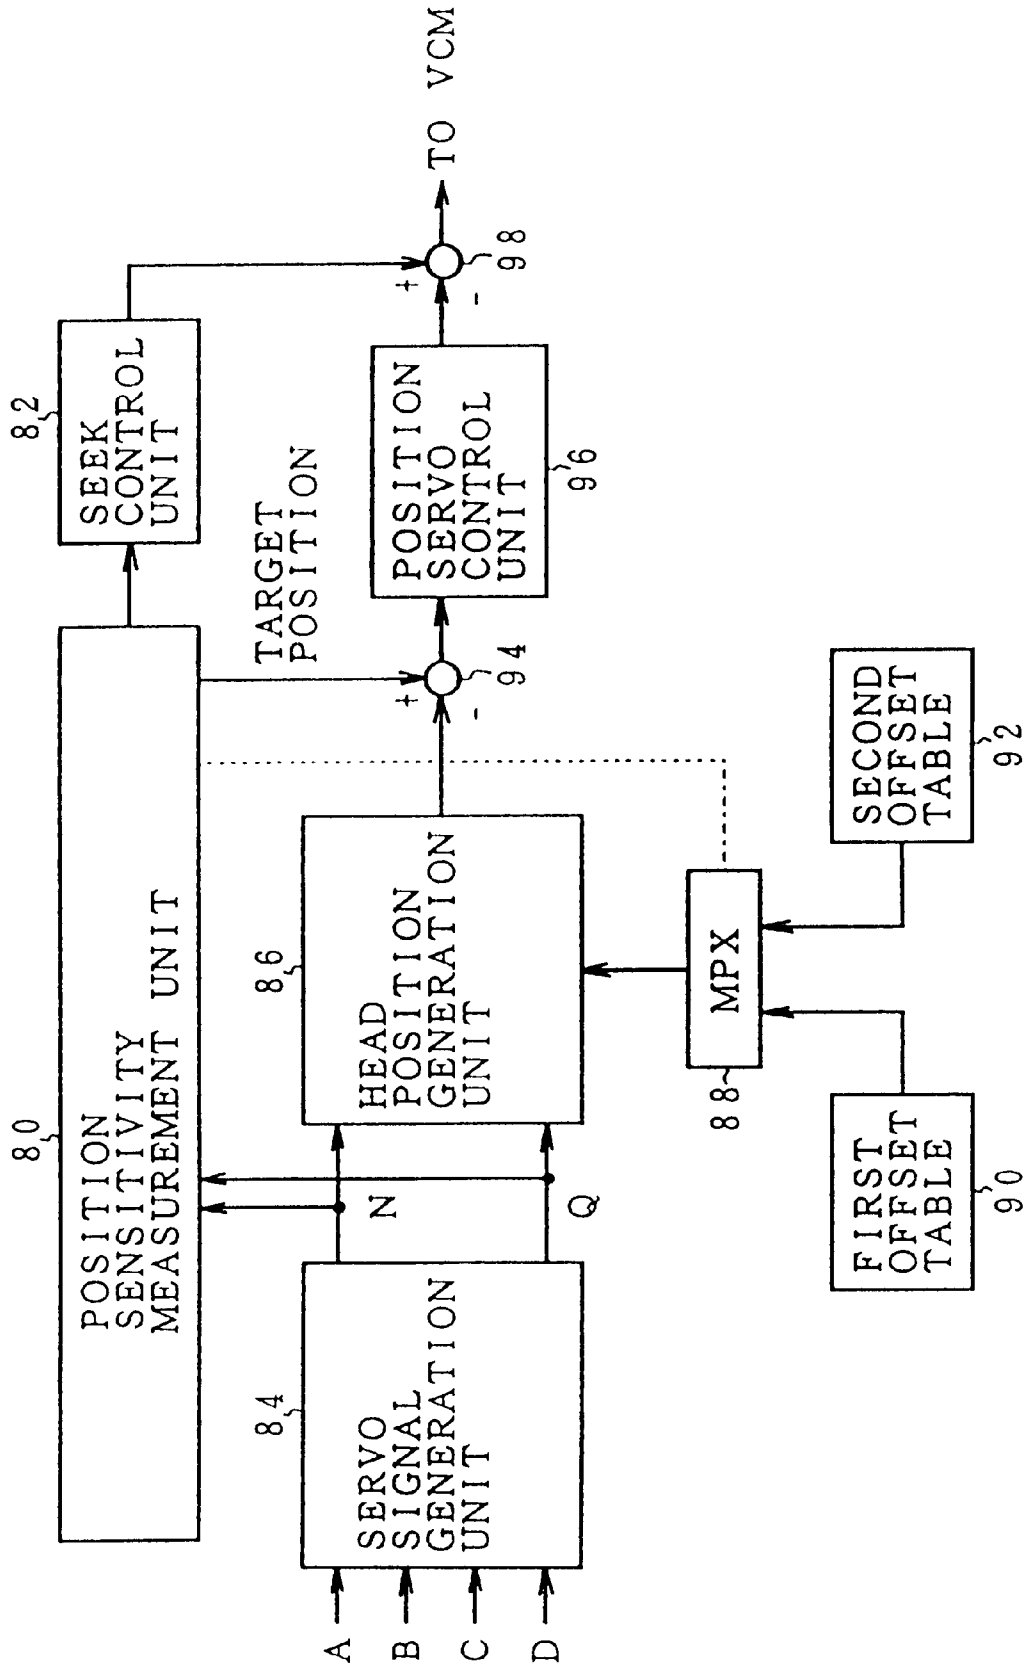 80
POSITION
SENSITIVITY
MEASUREMENT UNIT
82
SEEK
CONTROL
UNIT
TARGET
POSITION
A
B
C
D
84
SERVO
SIGNAL
GENERATION
UNIT
N
Q
86
HEAD
POSITION
GENERATION
UNIT
+
-
94
POSITION
SERVO
CONTROL
UNIT
96
+
-
98
TO VCM
88
MPX
FIRST
OFFSET
TABLE
90
SECOND
OFFSET
TABLE
92